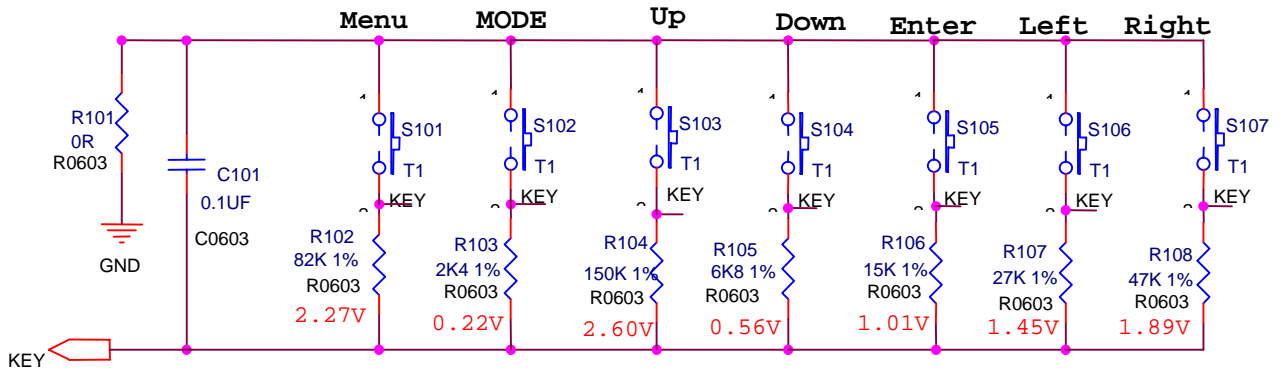 Menu MODE Up Down Enter Left Right
R101
0R
R0603
GND
C101
0.1UF
C0603
S101
T1
KEY
R102
82K 1%
R0603
2.27V
S102
T1
KEY
R103
2K4 1%
R0603
0.22V
S103
T1
KEY
R104
150K 1%
R0603
2.60V
S104
T1
KEY
R105
6K8 1%
R0603
0.56V
S105
T1
KEY
R106
15K 1%
R0603
1.01V
S106
T1
KEY
R107
27K 1%
R0603
1.45V
S107
T1
KEY
R108
47K 1%
R0603
1.89V
KEY